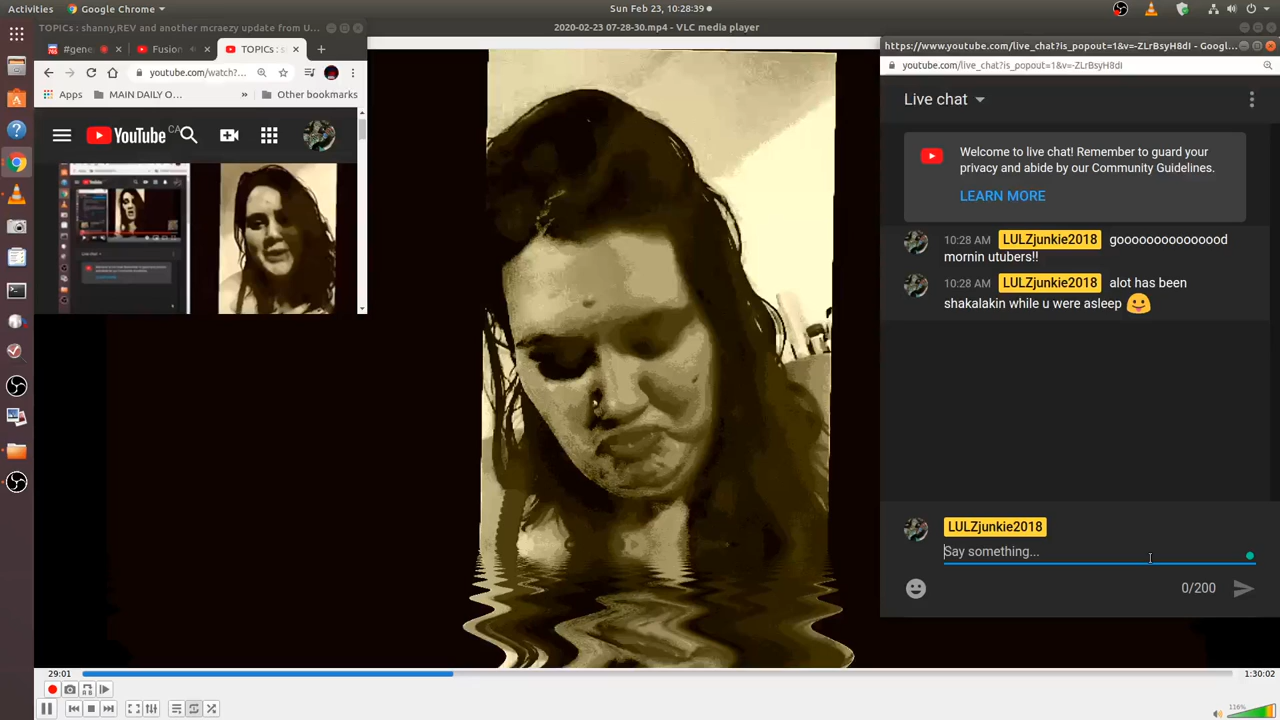 Activities
Google Chrome
Sun Feb 23, 10:28:39
TOPICs : shanny,REV and another mcraezy update from U...
2020-02-23 07-28-30.mp4 - VLC media player
https://www.youtube.com/live_chat?is_popout=1&v=-ZLrBsyH8dI - Googl...
#gene
Fusion
TOPICs : s
youtube.com/watch?...
youtube.com/live_chat?is_popout=1&v=-ZLrBsyH8dI
Apps
MAIN DAILY O...
»
Other bookmarks
YouTube CA
Live chat
Welcome to live chat! Remember to guard your
privacy and abide by our Community Guidelines.
LEARN MORE
10:28 AM LULZjunkie2018 gooooooooooooood
mornin utubers!!
10:28 AM LULZjunkie2018 alot has been
shakalakin while u were asleep
LULZjunkie2018
Say something...
0/200
29:01
1:30:02
116%